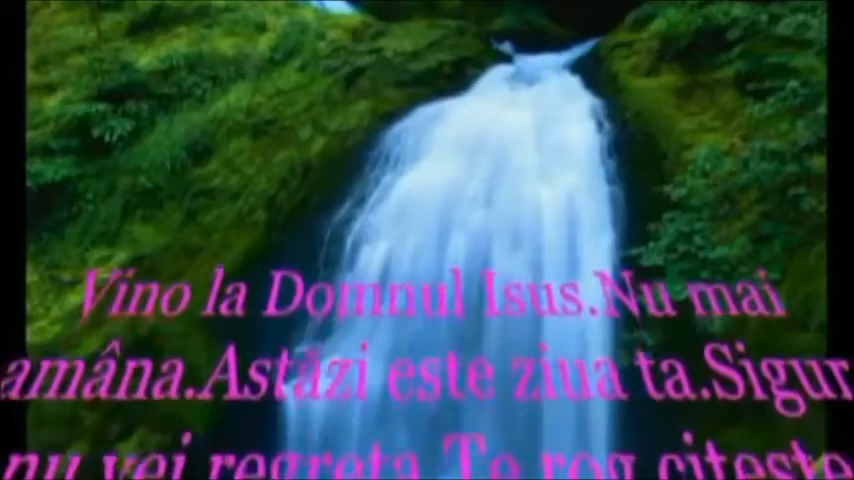 Vino la Domnul Isus.Nu mai
amâna.Astăzi este ziua ta.Sigur
nu vei regreta.Te rog citeste